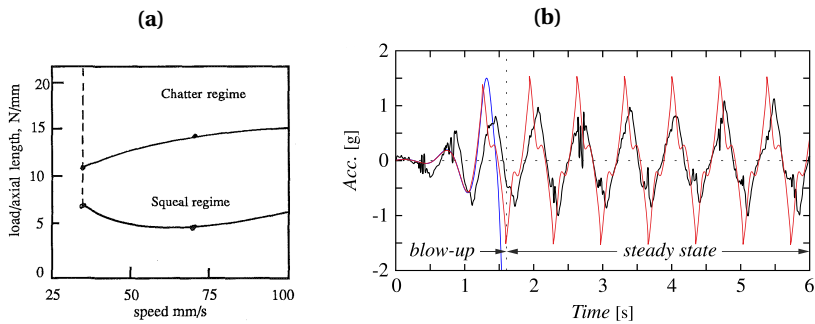 (a)
load/axial length, N/mm
20
15
10
5
0
Chatter regime
Squeal regime
25
50
75
100
speed mm/s
(b)
Acc. [g]
2
1
0
-1
-2
blow-up
steady state
0
1
2
3
4
5
6
Time [s]